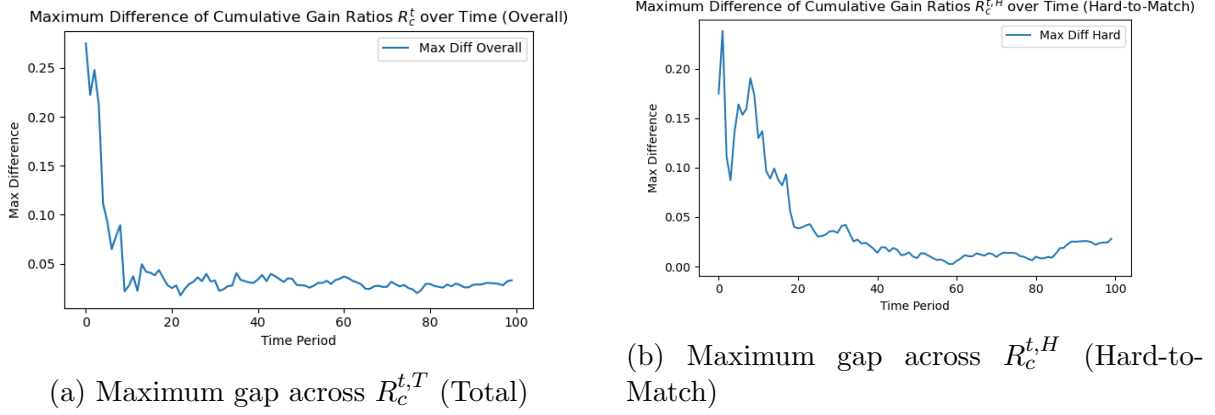 Maximum Difference of Cumulative Gain Ratios $R_c^t$ over Time (Overall)
Max Diff Overall
0.25
0.20
0.15
0.10
0.05
Max Difference
0 20 40 60 80 100
Time Period
(a) Maximum gap across $R_c^{t,T}$ (Total)
Maximum Difference of Cumulative Gain Ratios $R_c^{t,H}$ over Time (Hard-to-Match)
Max Diff Hard
0.20
0.15
0.10
0.05
0.00
Max Difference
0 20 40 60 80 100
Time Period
(b) Maximum gap across $R_c^{t,H}$ (Hard-to-
Match)